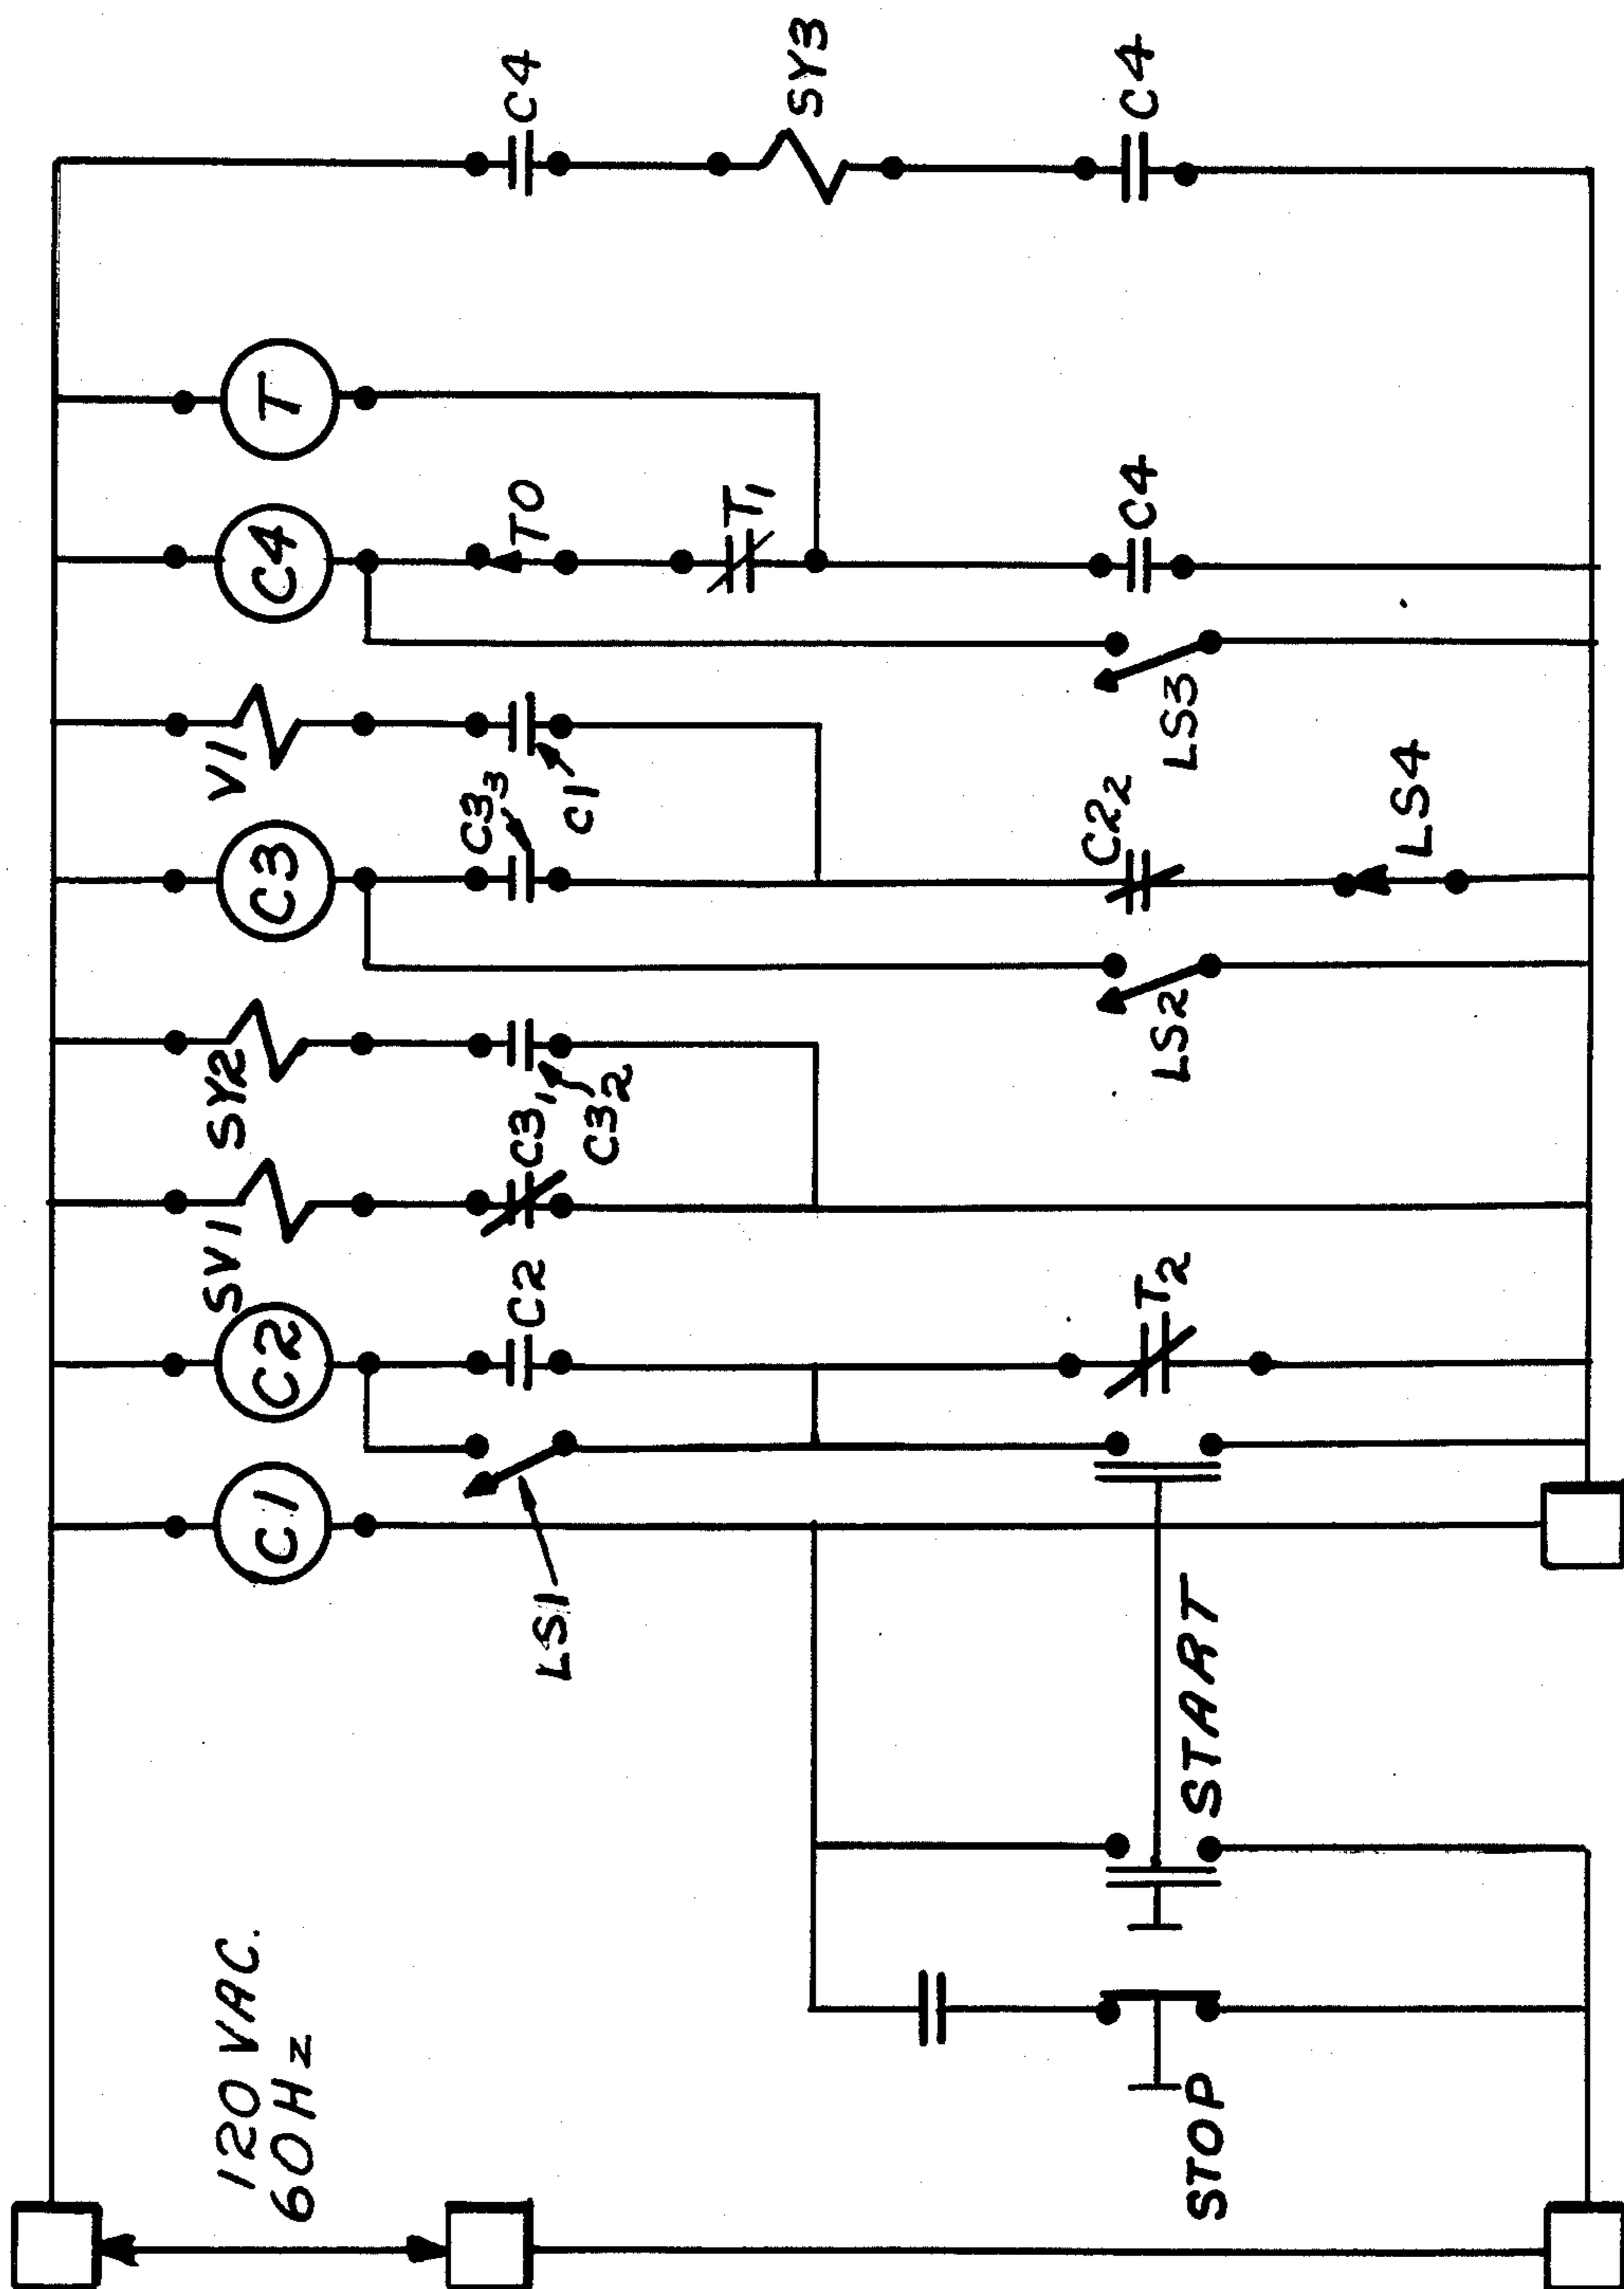 120 VAC.
60 Hz
STOP
START
C1
LS1
C2
C2
T2
SV1
C31
SY2
C32
LS2
C3
C33
C22
LS4
V1
C1
LS3
C4
TO
T1
C4
T
C4
SY3
C4